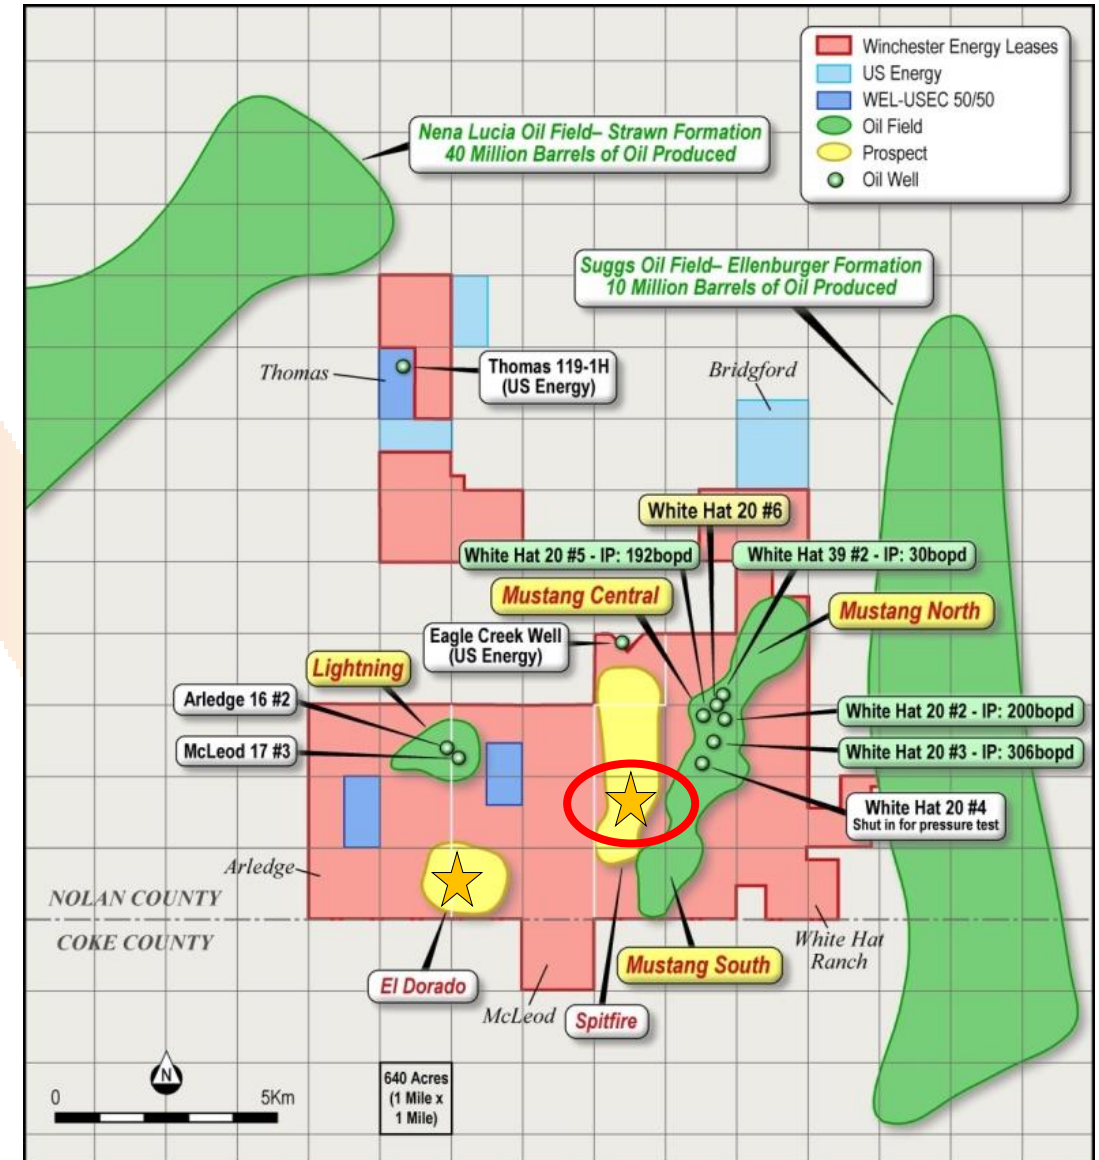 Winchester Energy Leases
US Energy
WEL-USEC 50/50
Oil Field
Prospect
Oil Well
Nena Lucia Oil Field– Strawn Formation
40 Million Barrels of Oil Produced
Suggs Oil Field– Ellenburger Formation
10 Million Barrels of Oil Produced
Thomas
Thomas 119-1H
(US Energy)
Bridgford
White Hat 20 #6
White Hat 20 #5 - IP: 192bopd
White Hat 39 #2 - IP: 30bopd
Mustang Central
Mustang North
Eagle Creek Well
(US Energy)
Lightning
Arledge 16 #2
McLeod 17 #3
White Hat 20 #2 - IP: 200bopd
White Hat 20 #3 - IP: 306bopd
White Hat 20 #4
Shut in for pressure test
Arledge
NOLAN COUNTY
COKE COUNTY
White Hat
Ranch
Mustang South
El Dorado
McLeod
Spitfire
N
0
5Km
640 Acres
(1 Mile x
1 Mile)